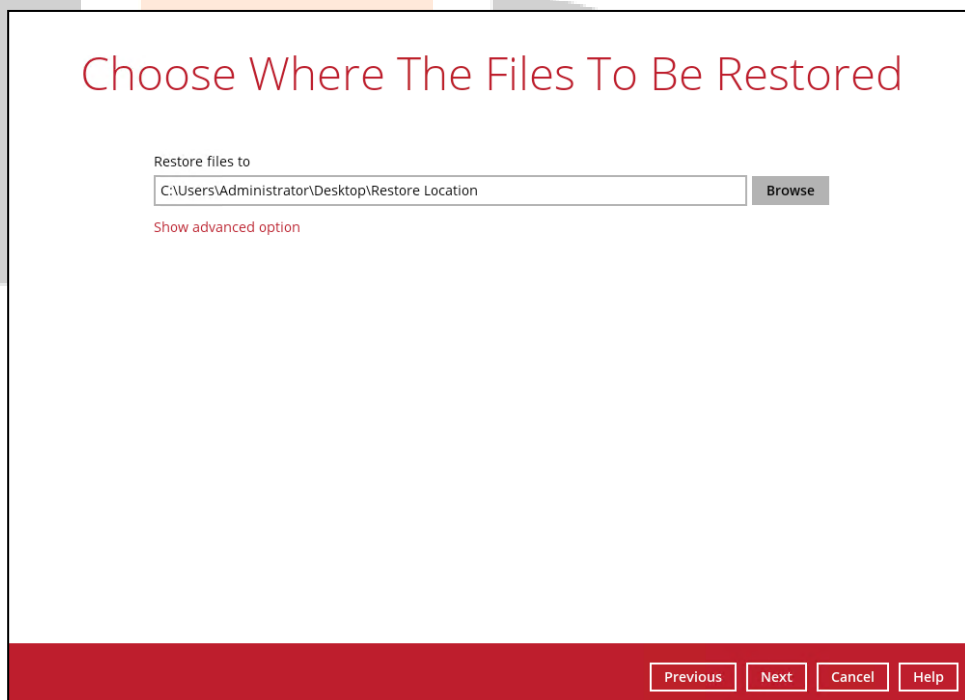 Choose Where The Files To Be Restored
Restore files to
C:\Users\Administrator\Desktop\Restore Location
Browse
Show advanced option
Previous Next Cancel Help